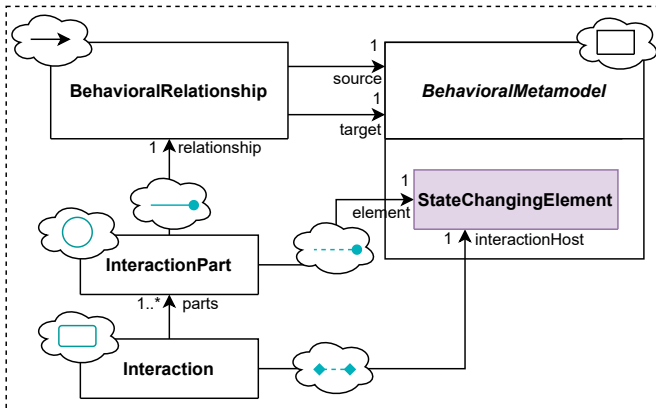 1
BehavioralRelationship
source
BehavioralMetamodel
1
target
1 relationship
1
element
StateChangingElement
InteractionPart
1 interactionHost
1..* parts
Interaction